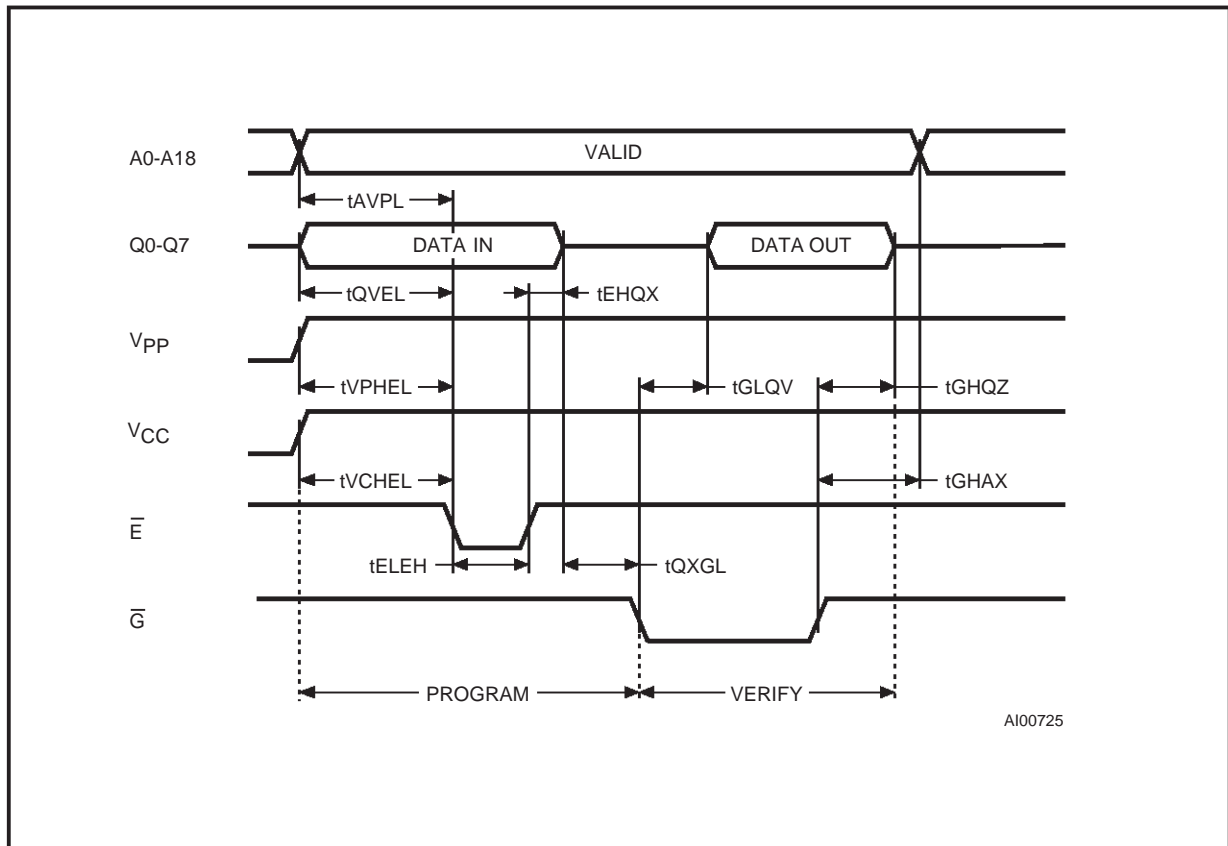 A0-A18
VALID
tAVPL
Q0-Q7
DATA IN
DATA OUT
tQVEL
tEHQX
VPP
tVPHEL
tGLQV
tGHQZ
VCC
tVCHEL
tGHAX
E̅
tELEH
tQXGL
G̅
PROGRAM
VERIFY
AI00725